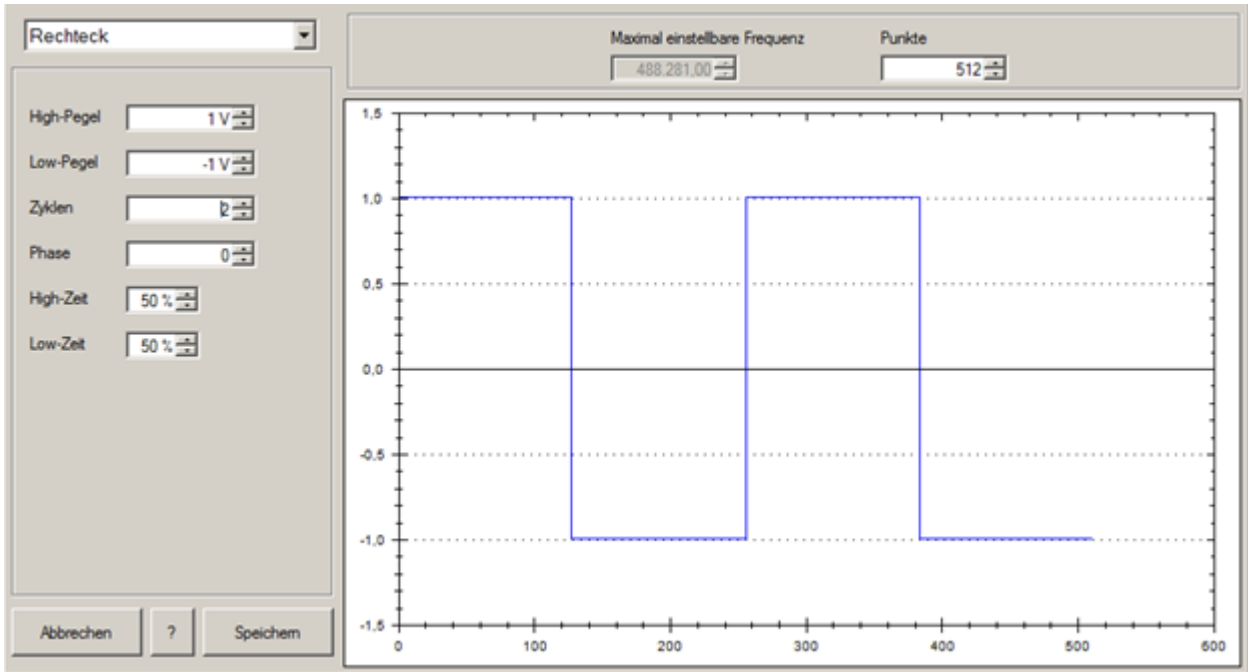 Rechteck
Maximal einstellbare Frequenz
488.281,00
Punkte
512
High-Pegel 1 V
Low-Pegel -1 V
Zyklen 2
Phase 0
High-Zeit 50 %
Low-Zeit 50 %
Abbrechen
?
Speichern
1,5
1,0
0,5
0,0
-0,5
-1,0
-1,5
0 100 200 300 400 500 600